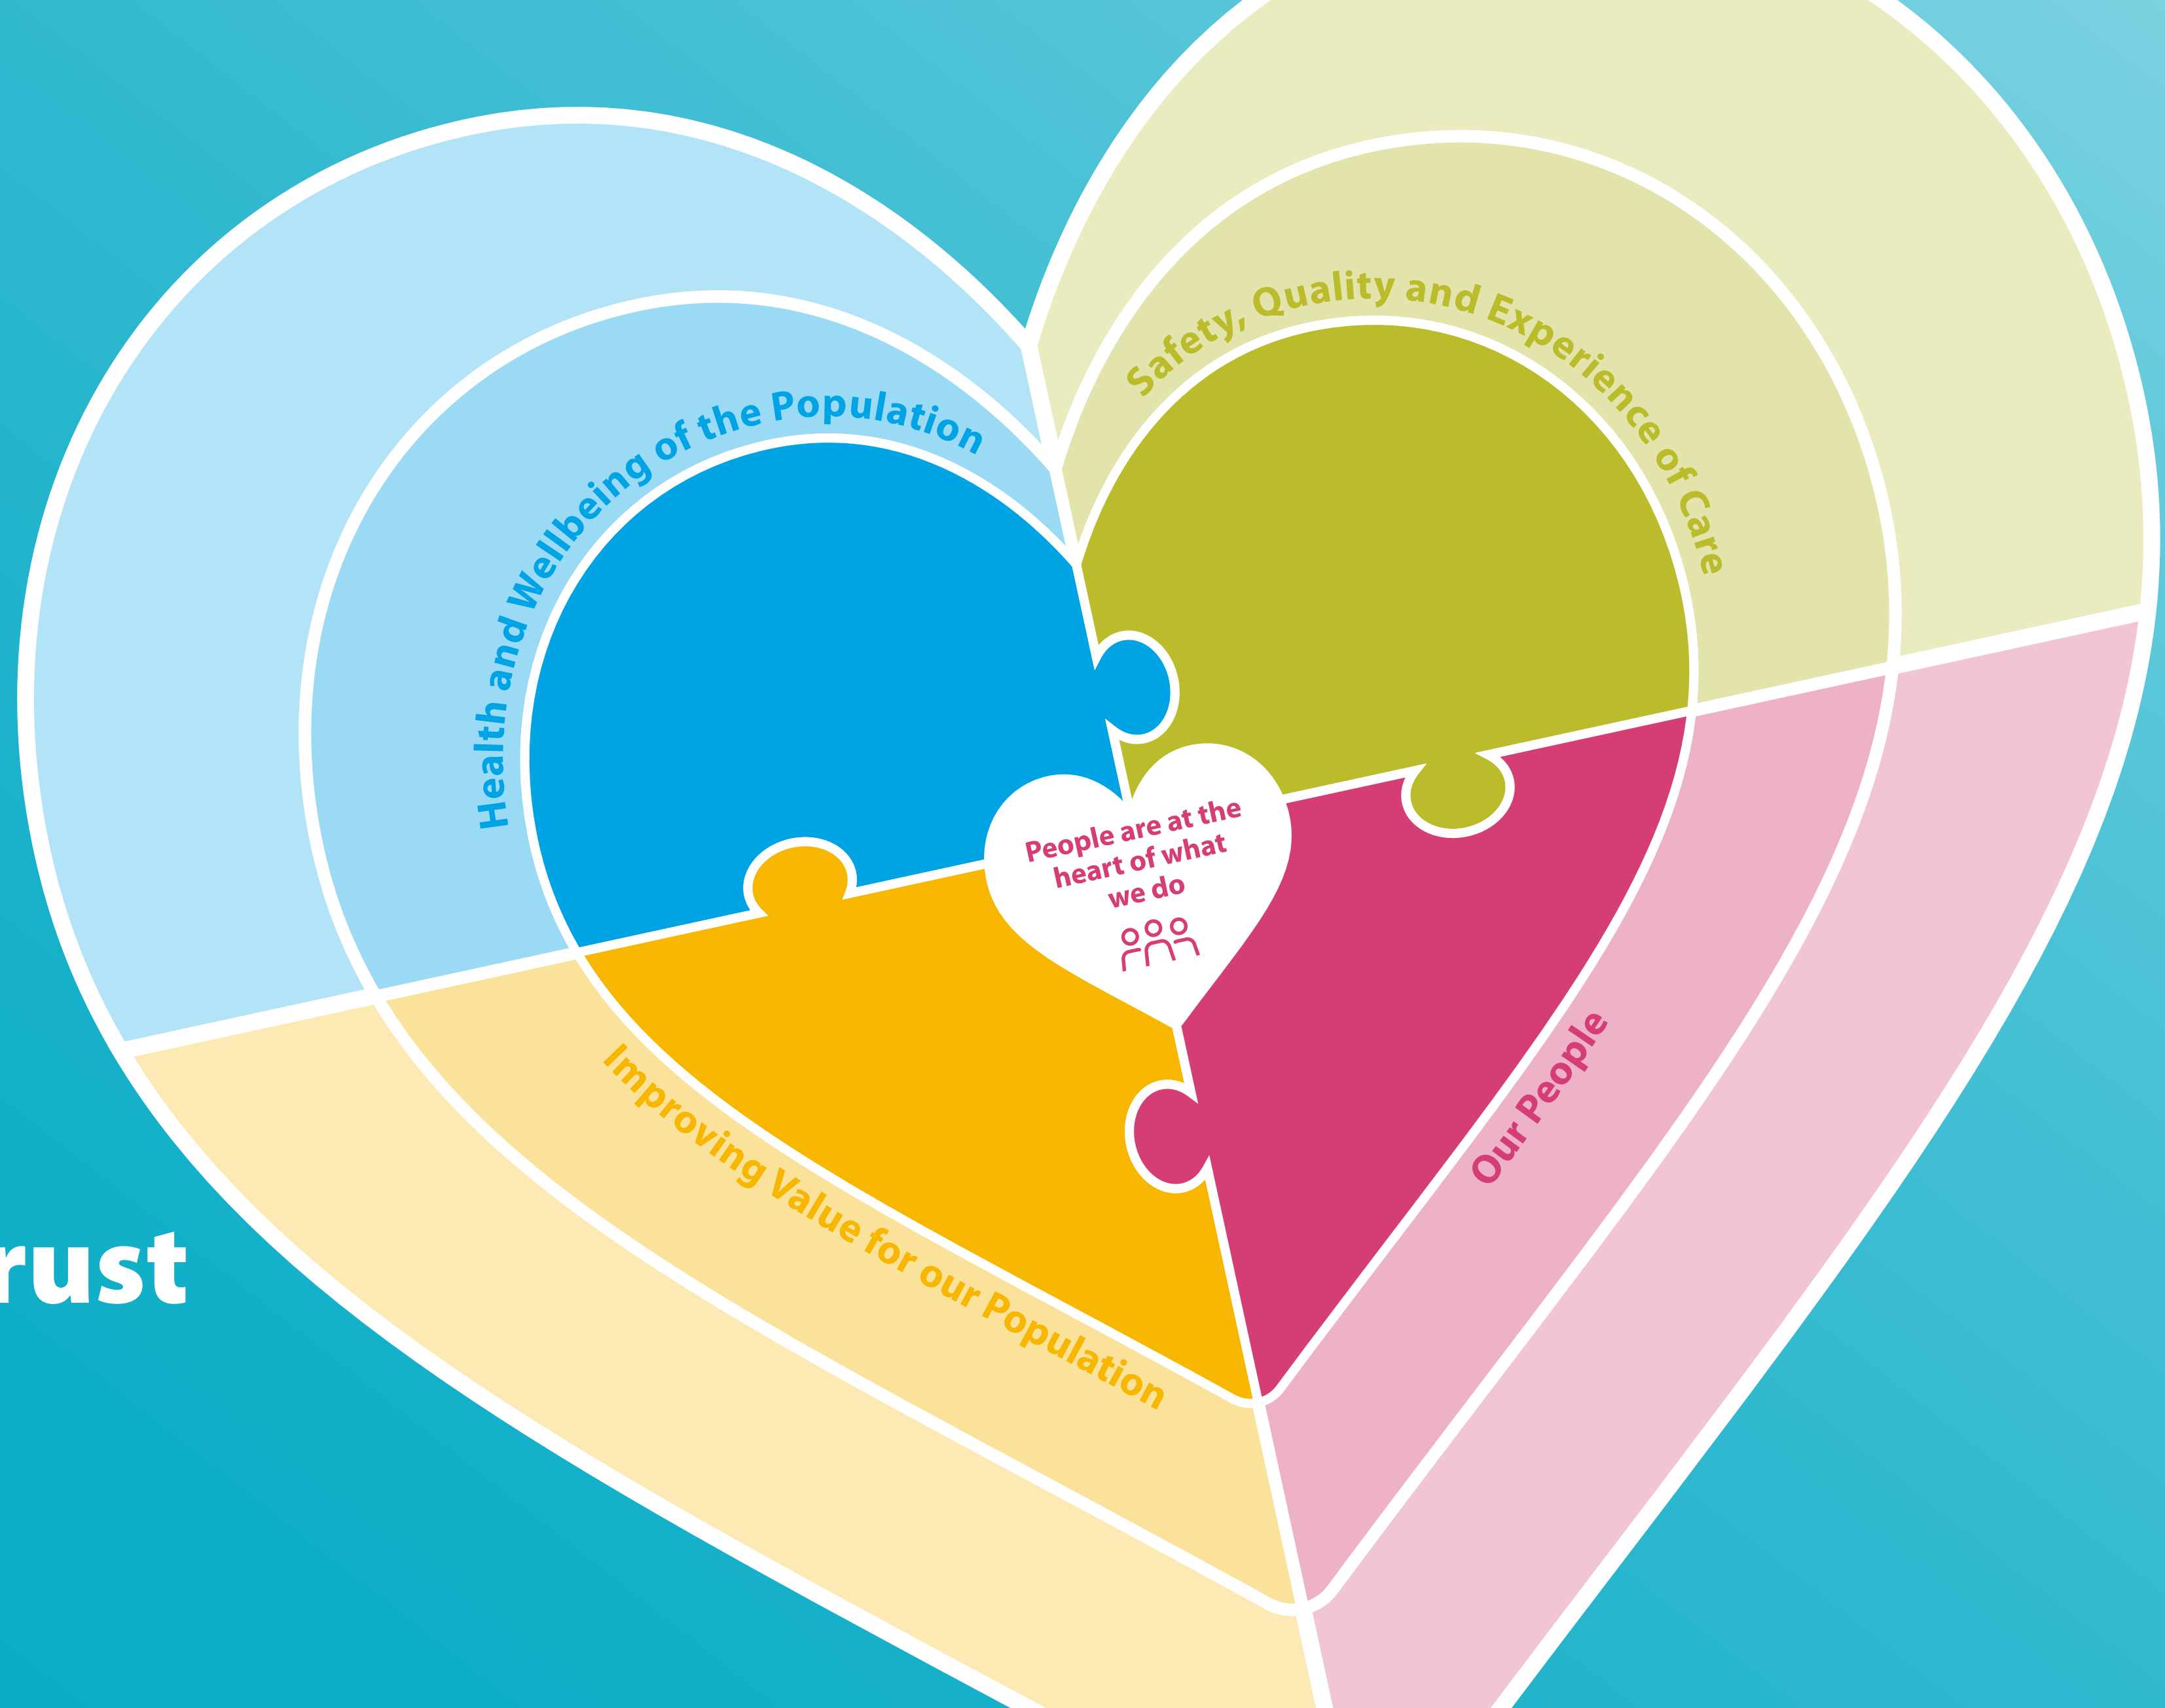 Safety, Quality and Experience of Care
Health and Wellbeing of the Population
People are at the
heart of what
we do
Our People
Improving Value for our Population
rust